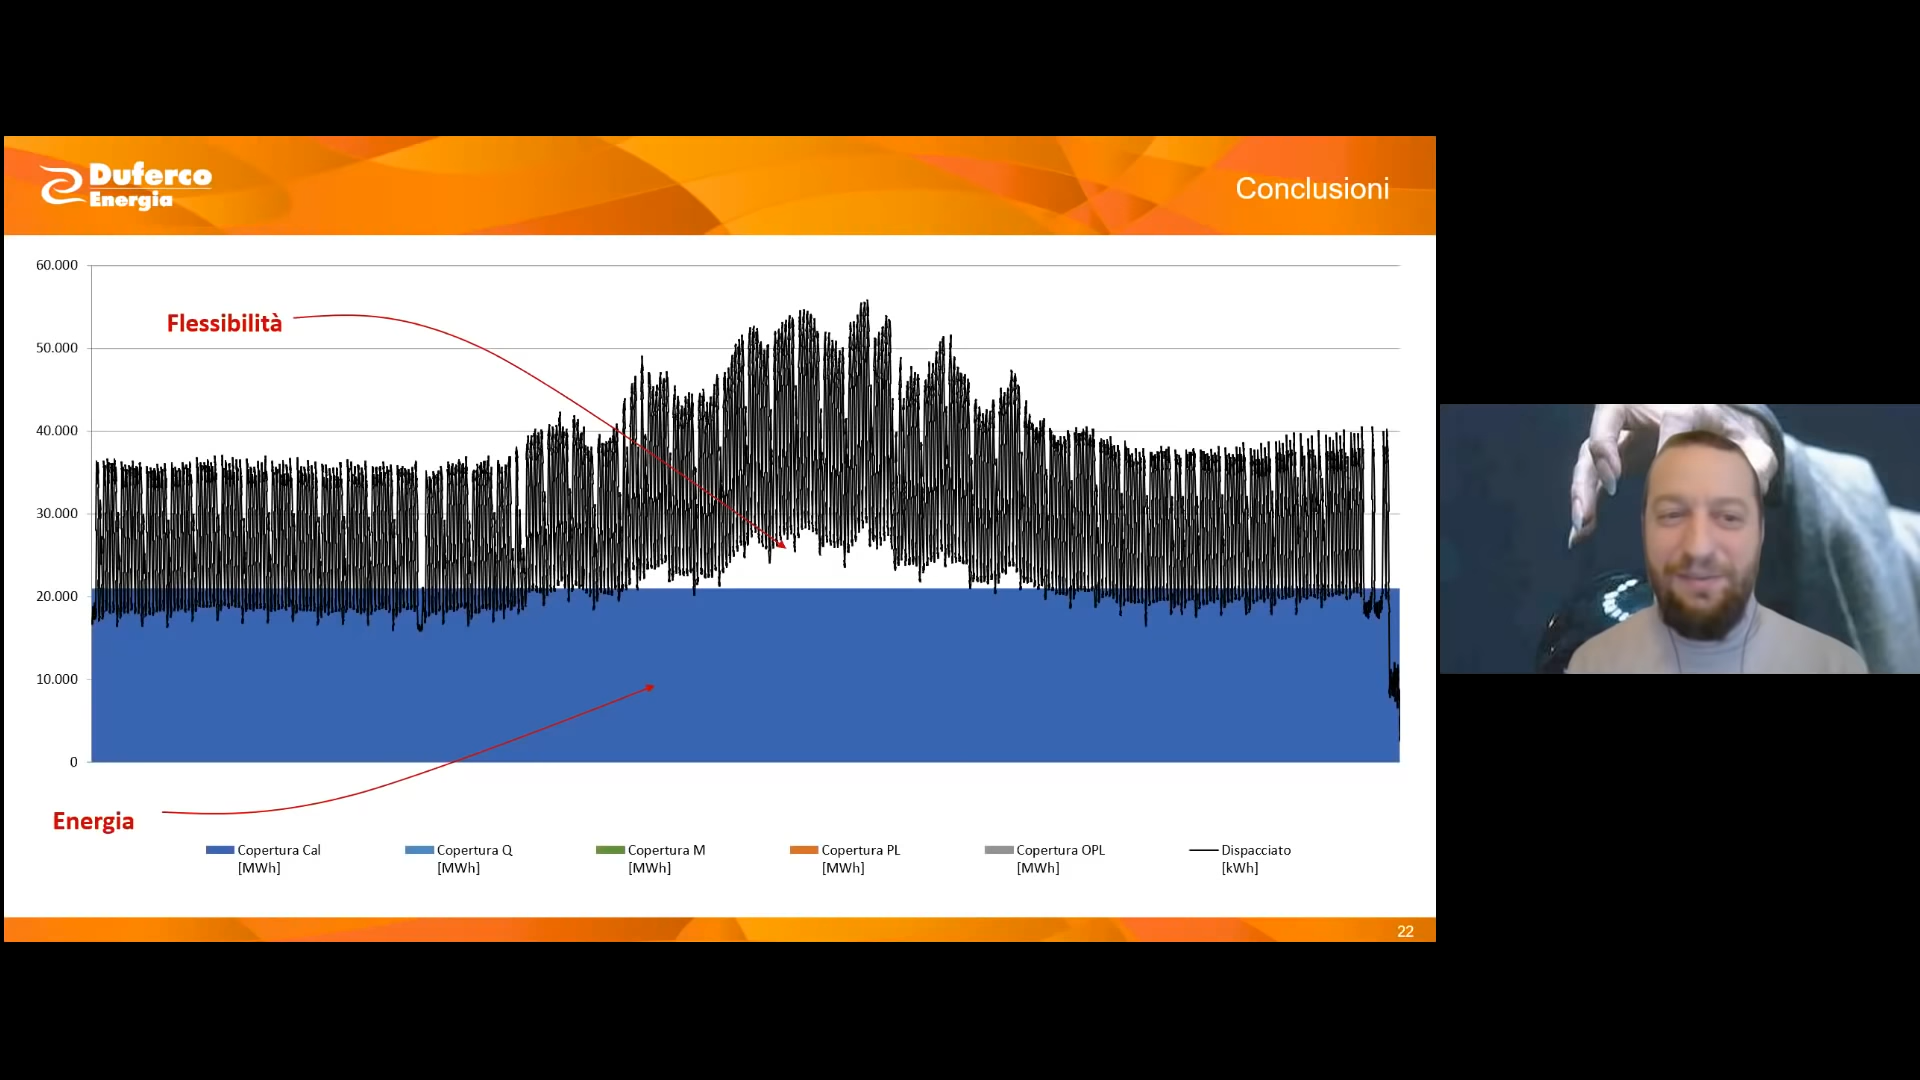 Duferco
Energia
Conclusioni
60.000
50.000
40.000
30.000
20.000
10.000
0
Flessibilità
Energia
Copertura Cal
[MWh]
Copertura Q
[MWh]
Copertura M
[MWh]
Copertura PL
[MWh]
Copertura OPL
[MWh]
Dispacciato
[kWh]
22